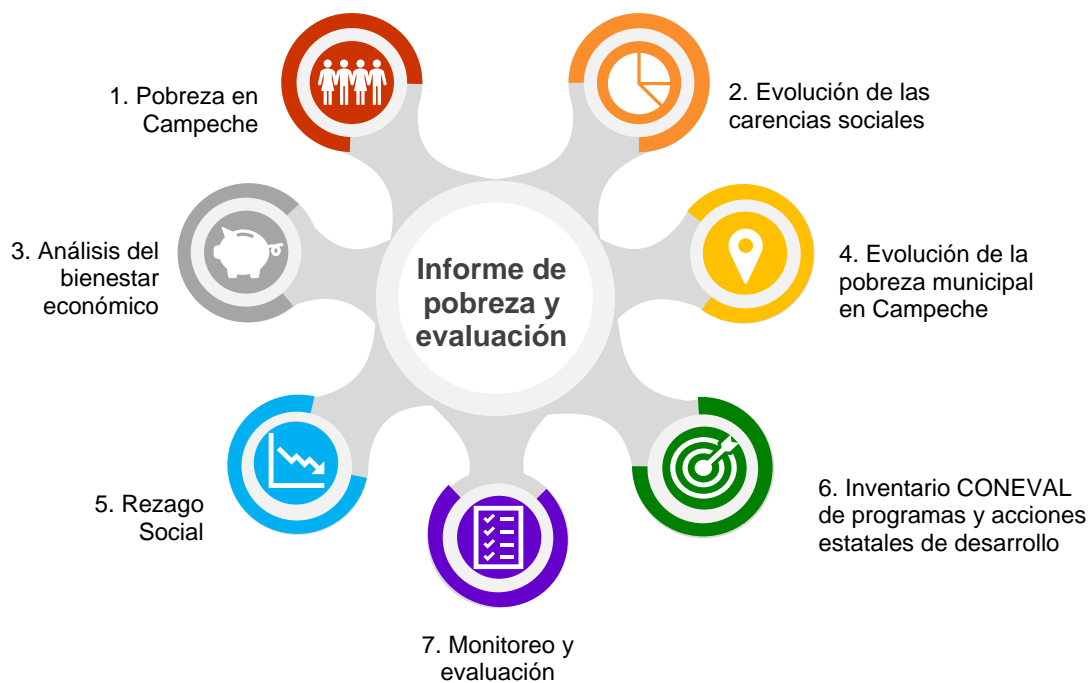 1. Pobreza en
Campeche
2. Evolución de las
carencias sociales
3. Análisis del
bienestar
económico
Informe de
pobreza y
evaluación
4. Evolución de la
pobreza municipal
en Campeche
5. Rezago
Social
6. Inventario CONEVAL
de programas y acciones
estatales de desarrollo
7. Monitoreo y
evaluación